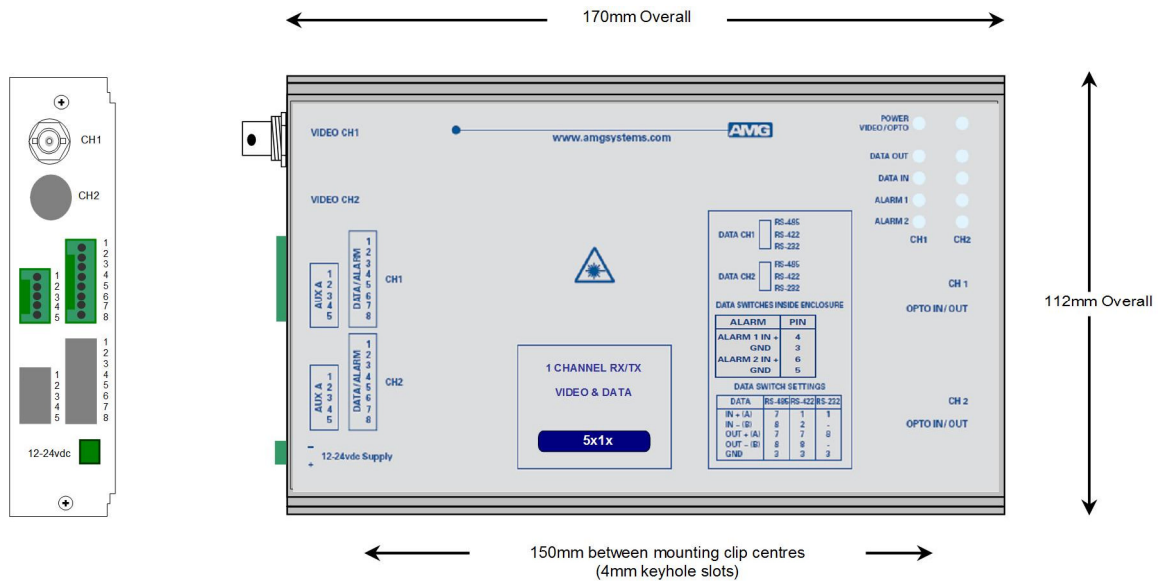 170mm Overall
CH1
CH2
1
2
3
4
5
6
7
8
1
2
3
4
5
1
2
3
4
5
6
7
8
1
2
3
4
5
12-24vdc
VIDEO CH1
www.amgsystems.com
AMG
VIDEO CH2
AUX A
1
2
3
4
5
DATA/ALARM
1
2
3
4
5
6
7
8
CH1
AUX A
1
2
3
4
5
DATA/ALARM
1
2
3
4
5
6
7
8
CH2
–
+
12-24vdc Supply
1 CHANNEL RX/TX
VIDEO & DATA
5x1x
POWER
VIDEO/OPTO
DATA OUT
DATA IN
ALARM 1
ALARM 2
CH1 CH2
DATA CH1
RS-485
RS-422
RS-232
DATA CH2
RS-485
RS-422
RS-232
DATA SWITCHES INSIDE ENCLOSURE
ALARM PIN
ALARM 1 IN + 4
GND 3
ALARM 2 IN + 6
GND 5
DATA SWITCH SETTINGS
DATA RS-485 RS-422 RS-232
IN + (A) 7 1 1
IN – (B) 8 2 -
OUT + (A) 7 7 8
OUT – (B) 8 8 -
GND 3 3 3
CH 1
OPTO IN/OUT
CH 2
OPTO IN/OUT
112mm Overall
150mm between mounting clip centres
(4mm keyhole slots)